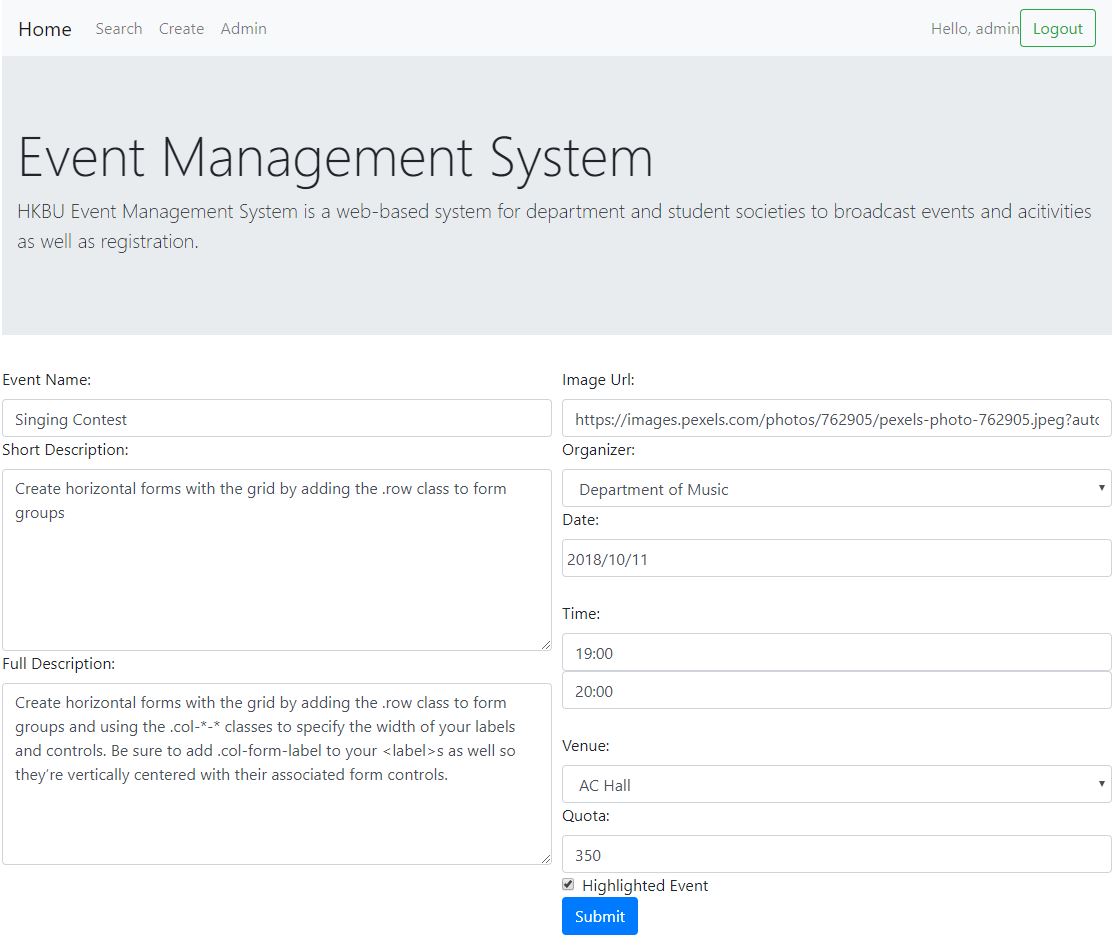 Home Search Create Admin Hello, admin Logout
Event Management System
HKBU Event Management System is a web-based system for department and student societies to broadcast events and acitivities
as well as registration.
Event Name:
Singing Contest
Short Description:
Create horizontal forms with the grid by adding the .row class to form
groups
Full Description:
Create horizontal forms with the grid by adding the .row class to form
groups and using the .col-*-* classes to specify the width of your labels
and controls. Be sure to add .col-form-label to your <label>s as well so
they’re vertically centered with their associated form controls.
Image Url:
https://images.pexels.com/photos/762905/pexels-photo-762905.jpeg?auto
Organizer:
Department of Music
Date:
2018/10/11
Time:
19:00
20:00
Venue:
AC Hall
Quota:
350
Highlighted Event
Submit